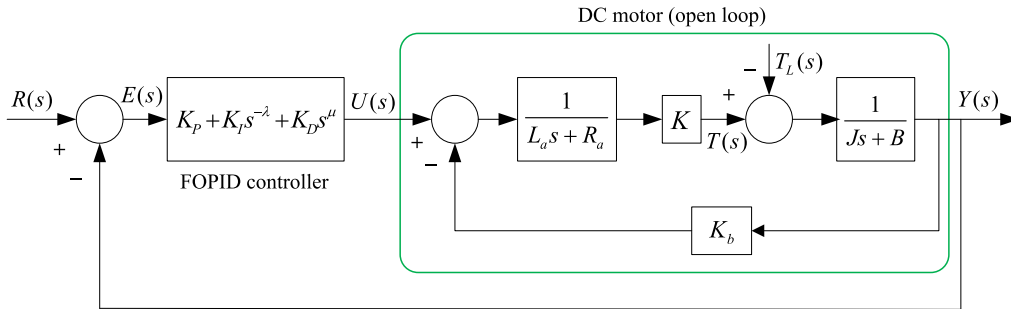 DC motor (open loop)
R(s)
+
−
E(s)
K_P + K_I s^{-λ} + K_D s^{μ}
FOPID controller
U(s)
+
−
1
L_a s + R_a
K
+
T(s)
−
T_L(s)
1
Js + B
Y(s)
K_b